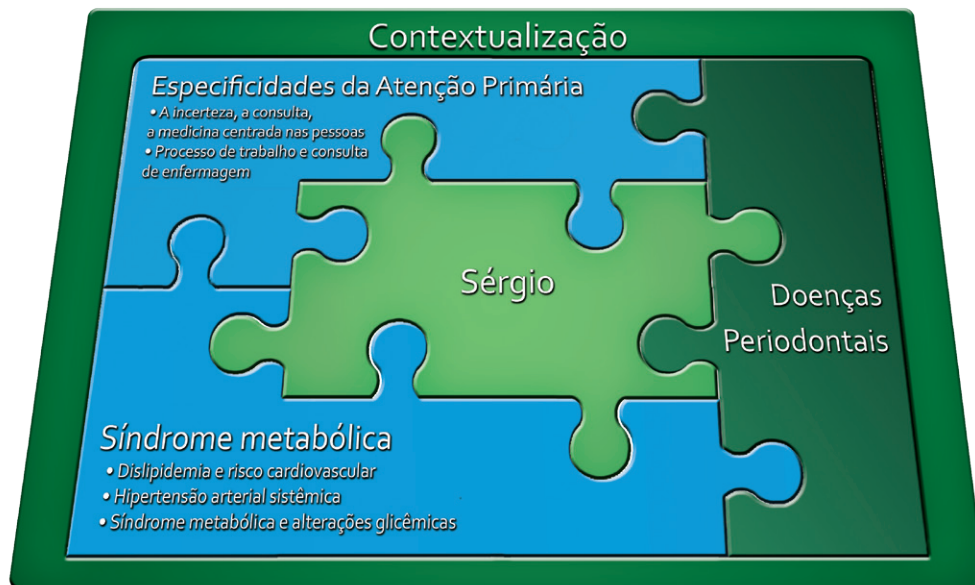 Contextualização
Especificidades da Atenção Primária
• A incerteza, a consulta,
a medicina centrada nas pessoas
• Processo de trabalho e consulta
de enfermagem
Sérgio
Doenças
Periodontais
Síndrome metabólica
• Dislipidemia e risco cardiovascular
• Hipertensão arterial sistêmica
• Síndrome metabólica e alterações glicêmicas